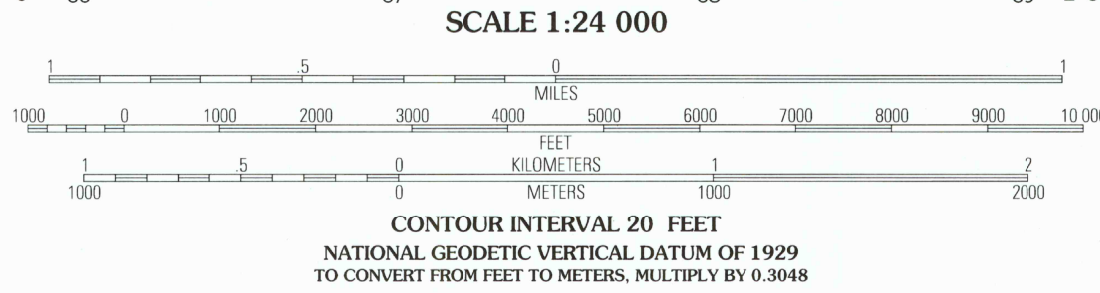 SCALE 1:24 000
1 .5 0 1
MILES
1000 0 1000 2000 3000 4000 5000 6000 7000 8000 9000 10 000
FEET
1 .5 0 KILOMETERS 1 2
1000 0 METERS 1000 2000
CONTOUR INTERVAL 20 FEET
NATIONAL GEODETIC VERTICAL DATUM OF 1929
TO CONVERT FROM FEET TO METERS, MULTIPLY BY 0.3048